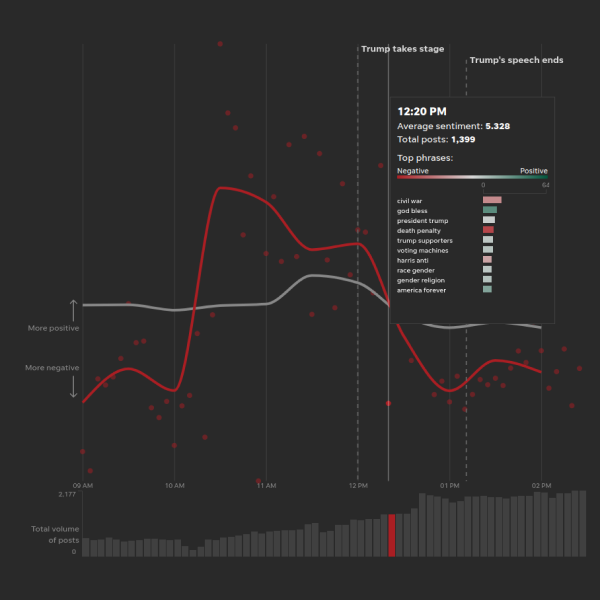 Trump takes stage
Trump's speech ends
12:20 PM
Average sentiment: 5.328
Total posts: 1,399
Top phrases:
Negative Positive
0 64
civil war
god bless
president trump
death penalty
trump supporters
voting machines
harris anti
race gender
gender religion
america forever
More positive
More negative
09 AM 10 AM 11 AM 12 PM 01 PM 02 PM
2,177
Total volume
of posts
0